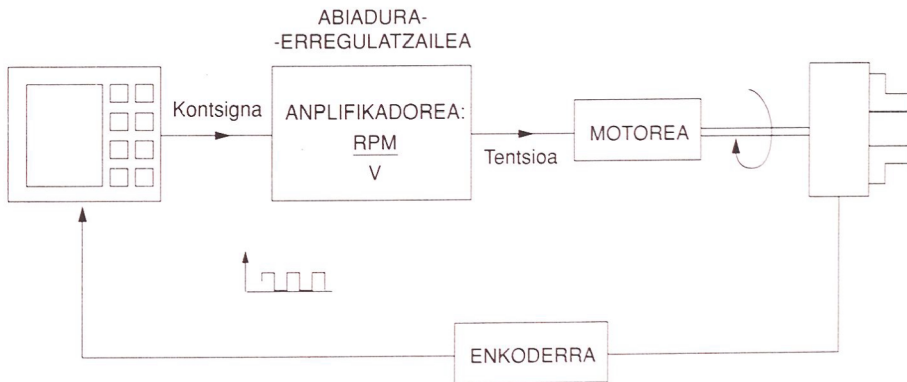 ABIADURA-
-ERREGULATZAILEA
Kontsigna
ANPLIFIKADOREA:
RPM
V
Tentsioa
MOTOREA
ENKODERRA